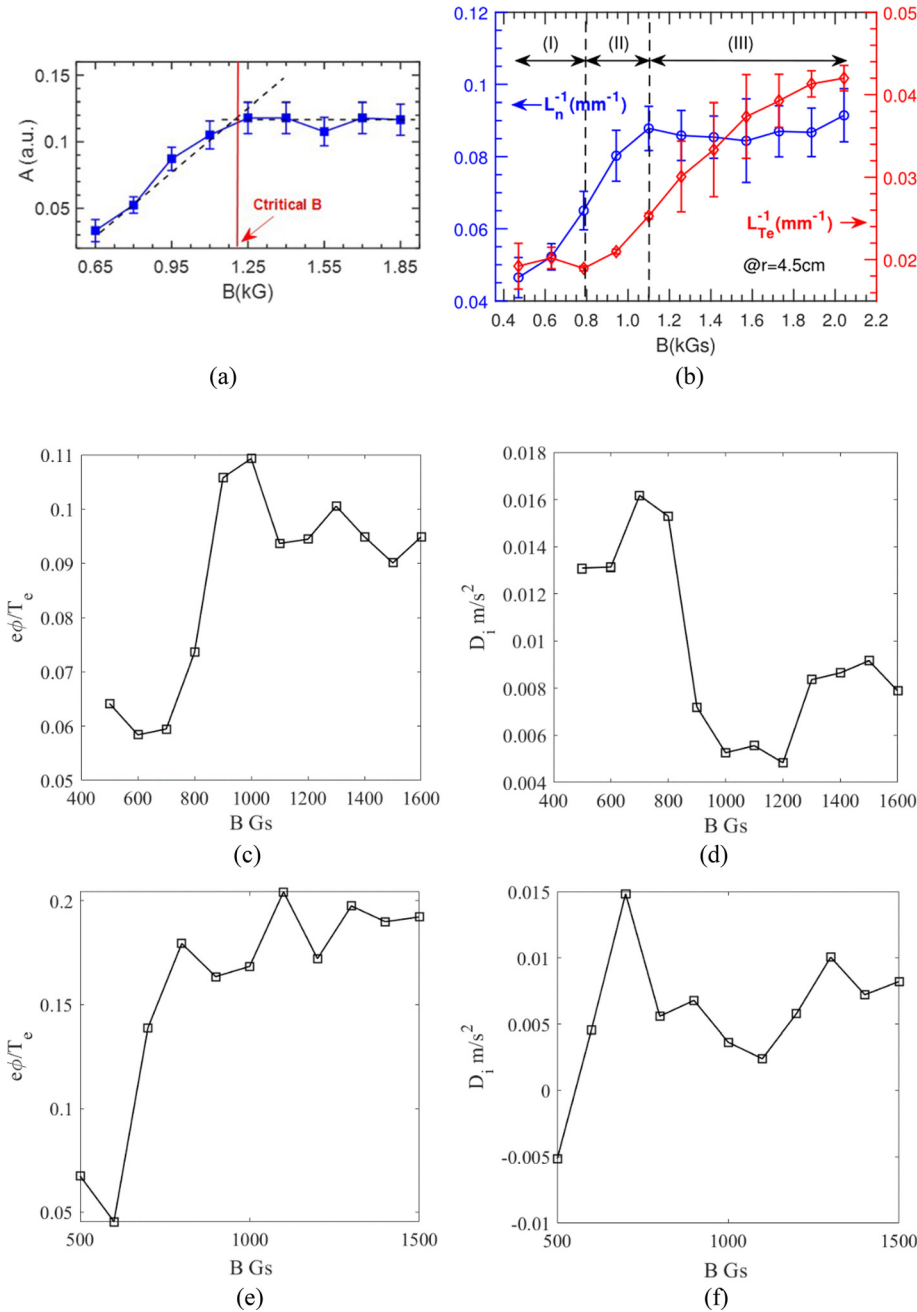 A (a.u.)
0.15
0.1
0.05
Ctritical B
0.65 0.95 1.25 1.55 1.85
B(kG)
(a)
0.12
0.1
0.08
0.06
0.04
(I) (II) (III)
L_n^-1(mm^-1)
L_Te^-1(mm^-1)
@r=4.5cm
0.05
0.04
0.03
0.02
0.4 0.6 0.8 1.0 1.2 1.4 1.6 1.8 2.0 2.2
B(kGs)
(b)
eϕ/T_e
0.11
0.1
0.09
0.08
0.07
0.06
0.05
400 600 800 1000 1200 1400 1600
B Gs
(c)
D_i m/s^2
0.018
0.016
0.014
0.012
0.01
0.008
0.006
0.004
400 600 800 1000 1200 1400 1600
B Gs
(d)
eϕ/T_e
0.2
0.15
0.1
0.05
500 1000 1500
B Gs
(e)
D_i m/s^2
0.015
0.01
0.005
0
-0.005
-0.01
500 1000 1500
B Gs
(f)